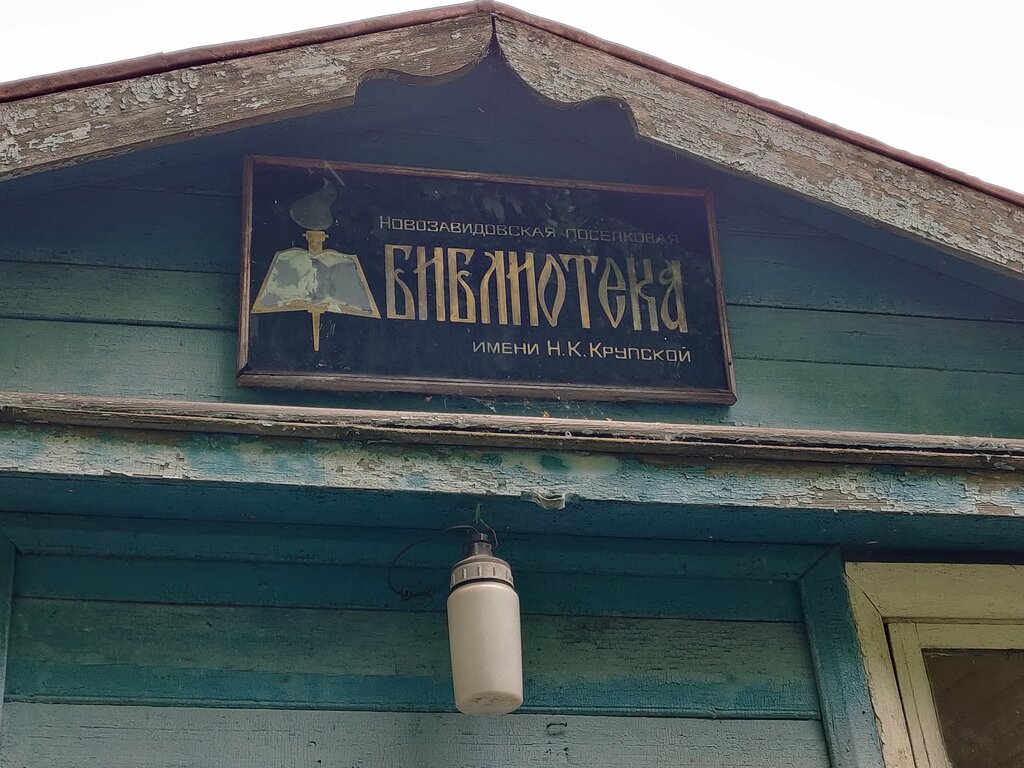 Новозавидовская поселковая
БИБЛИОТЕКА
имени Н.К.Крупской